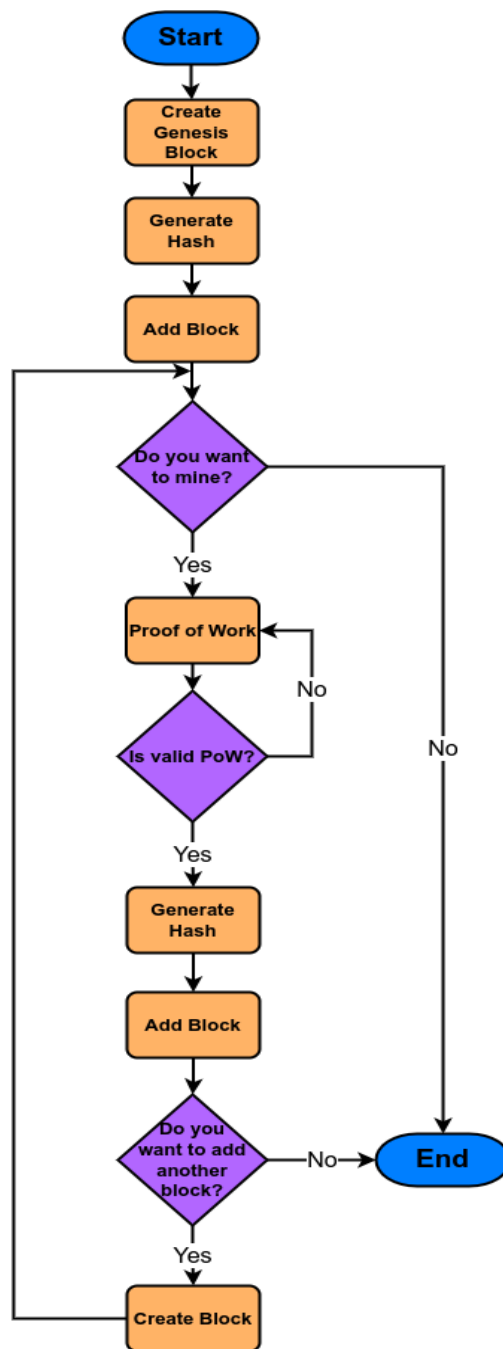 Start
Create
Genesis
Block
Generate
Hash
Add Block
Do you want
to mine?
Yes
Proof of Work
No
Is valid PoW?
No
Yes
Generate
Hash
Add Block
Do you
want to add
another
block?
No
End
Yes
Create Block